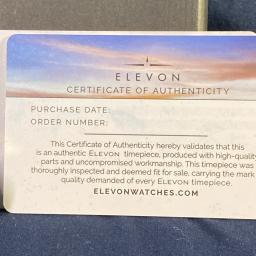 ELEVON
CERTIFICATE OF AUTHENTICITY
PURCHASE DATE:
ORDER NUMBER:
This Certificate of Authenticity hereby validates that this
is an authentic ELEVON timepiece, produced with high-quality
parts and uncompromised workmanship. This timepiece was
thoroughly inspected and deemed fit for sale, carrying the mark
quality demanded of every ELEVON timepiece.
ELEVONWATCHES.COM